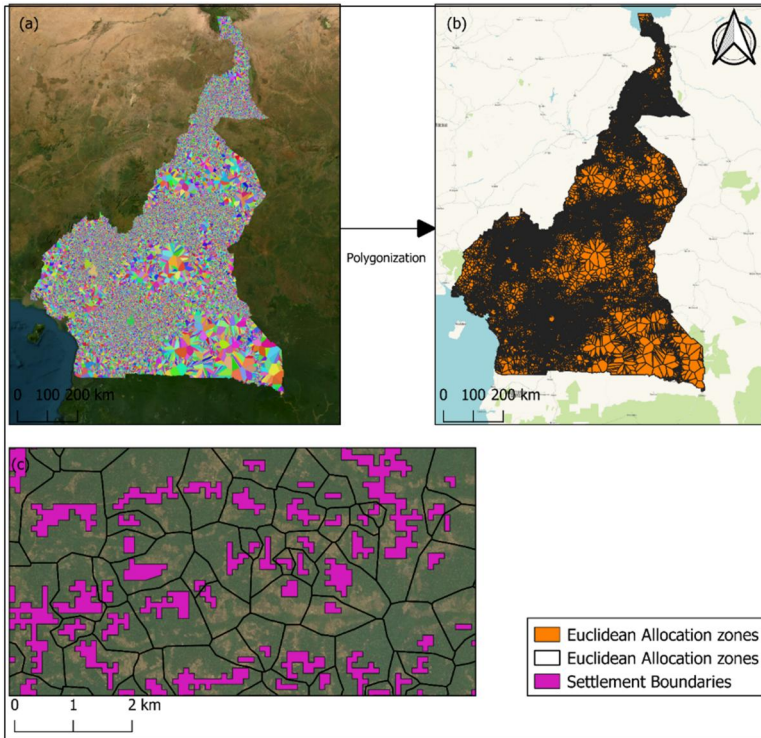 (a)
(b)
Polygonization
0 100 200 km
0 100 200 km
(c)
Euclidean Allocation zones
Euclidean Allocation zones
Settlement Boundaries
0 1 2 km